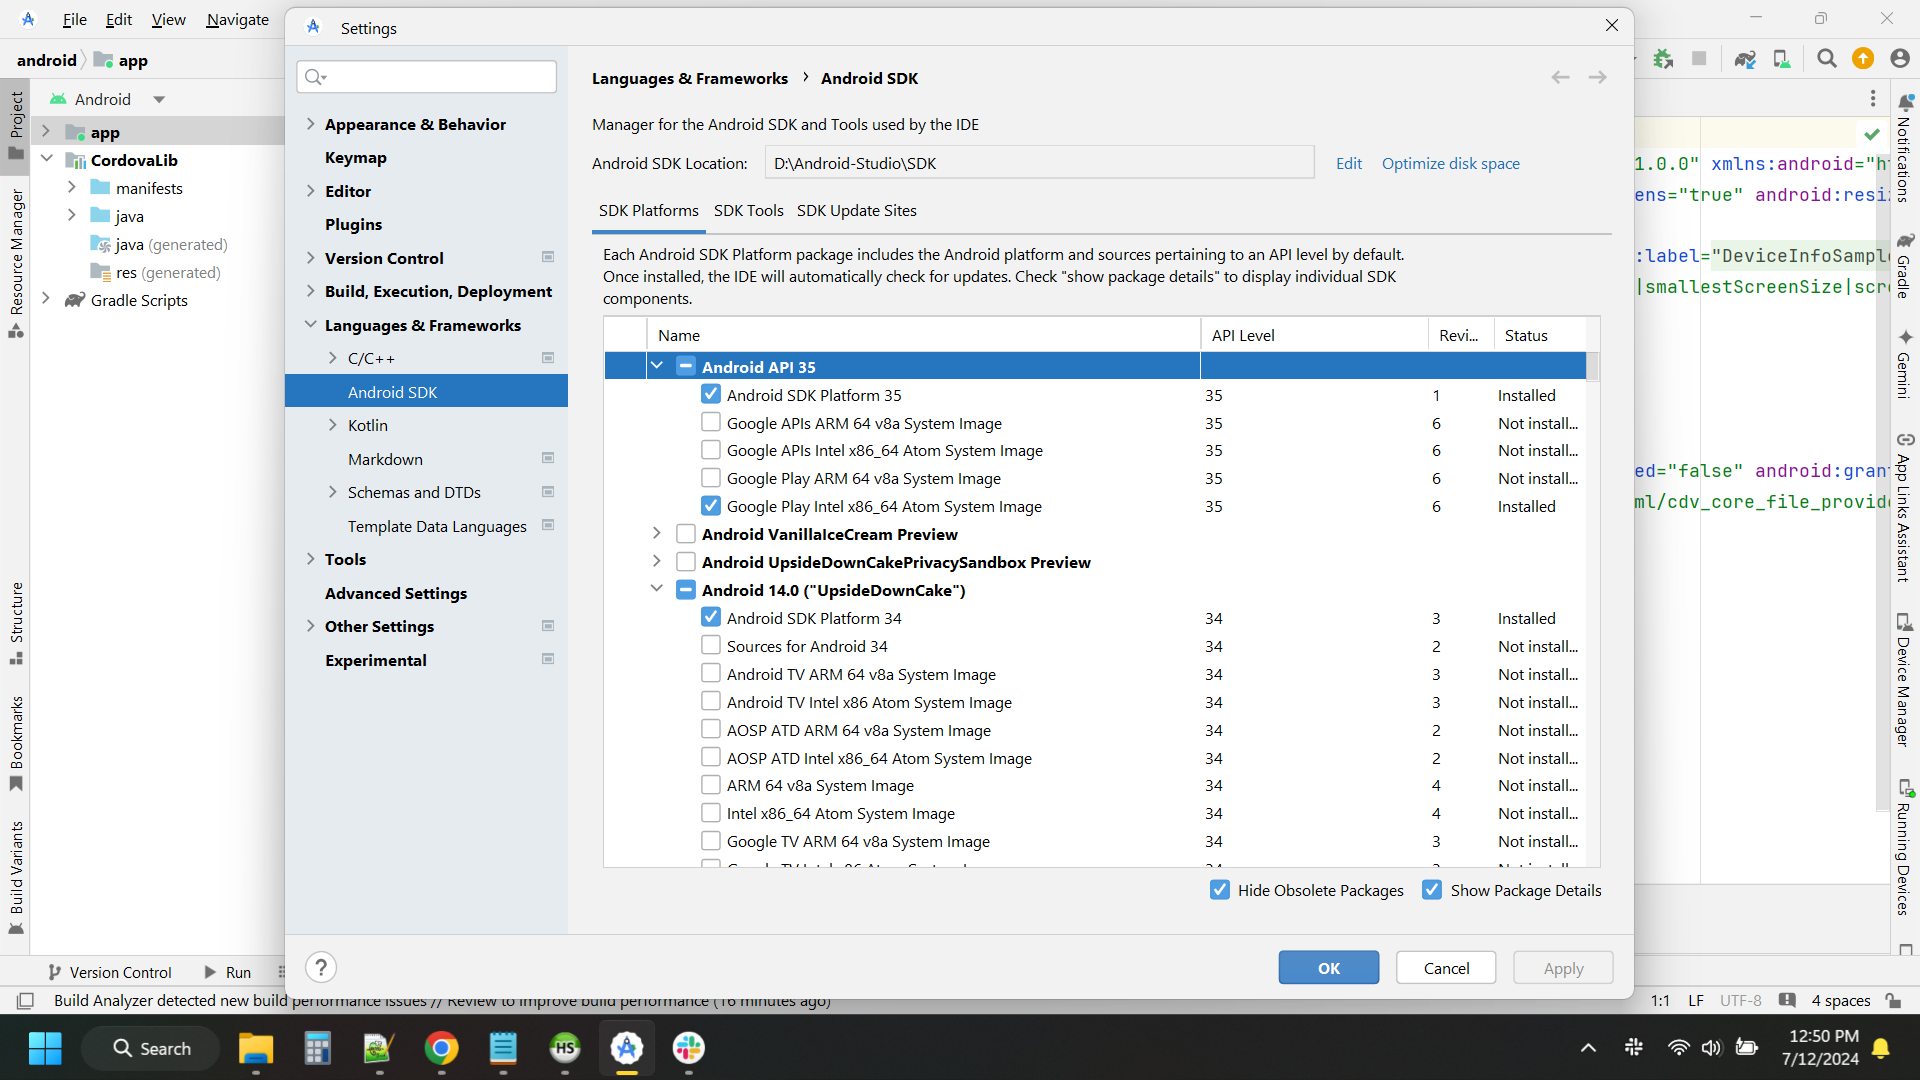 File Edit View Navigate
Settings
android app
Android
app
CordovaLib
manifests
java
java (generated)
res (generated)
Gradle Scripts
Project
Resource Manager
Structure
Bookmarks
Build Variants
Appearance & Behavior
Keymap
Editor
Plugins
Version Control
Build, Execution, Deployment
Languages & Frameworks
C/C++
Android SDK
Kotlin
Markdown
Schemas and DTDs
Template Data Languages
Tools
Advanced Settings
Other Settings
Experimental
Languages & Frameworks › Android SDK
Manager for the Android SDK and Tools used by the IDE
Android SDK Location: D:\Android-Studio\SDK Edit Optimize disk space
SDK Platforms SDK Tools SDK Update Sites
Each Android SDK Platform package includes the Android platform and sources pertaining to an API level by default.
Once installed, the IDE will automatically check for updates. Check "show package details" to display individual SDK
components.
Name API Level Revi... Status
Android API 35
Android SDK Platform 35 35 1 Installed
Google APIs ARM 64 v8a System Image 35 6 Not install...
Google APIs Intel x86_64 Atom System Image 35 6 Not install...
Google Play ARM 64 v8a System Image 35 6 Not install...
Google Play Intel x86_64 Atom System Image 35 6 Installed
Android VanillaIceCream Preview
Android UpsideDownCakePrivacySandbox Preview
Android 14.0 ("UpsideDownCake")
Android SDK Platform 34 34 3 Installed
Sources for Android 34 34 2 Not install...
Android TV ARM 64 v8a System Image 34 3 Not install...
Android TV Intel x86 Atom System Image 34 3 Not install...
AOSP ATD ARM 64 v8a System Image 34 2 Not install...
AOSP ATD Intel x86_64 Atom System Image 34 2 Not install...
ARM 64 v8a System Image 34 4 Not install...
Intel x86_64 Atom System Image 34 4 Not install...
Google TV ARM 64 v8a System Image 34 3 Not install...
Hide Obsolete Packages Show Package Details
? OK Cancel Apply
1.0.0" xmlns:android="h
ens="true" android:resi
:label="DeviceInfoSampl
|smallestScreenSize|scr
ed="false" android:gran
ml/cdv_core_file_provid
Notifications
Gradle
Gemini
App Links Assistant
Device Manager
Running Devices
Version Control Run
Build Analyzer detected new build performance issues // Review to improve build performance (16 minutes ago)
1:1 LF UTF-8 4 spaces
Search
HS
12:50 PM
7/12/2024